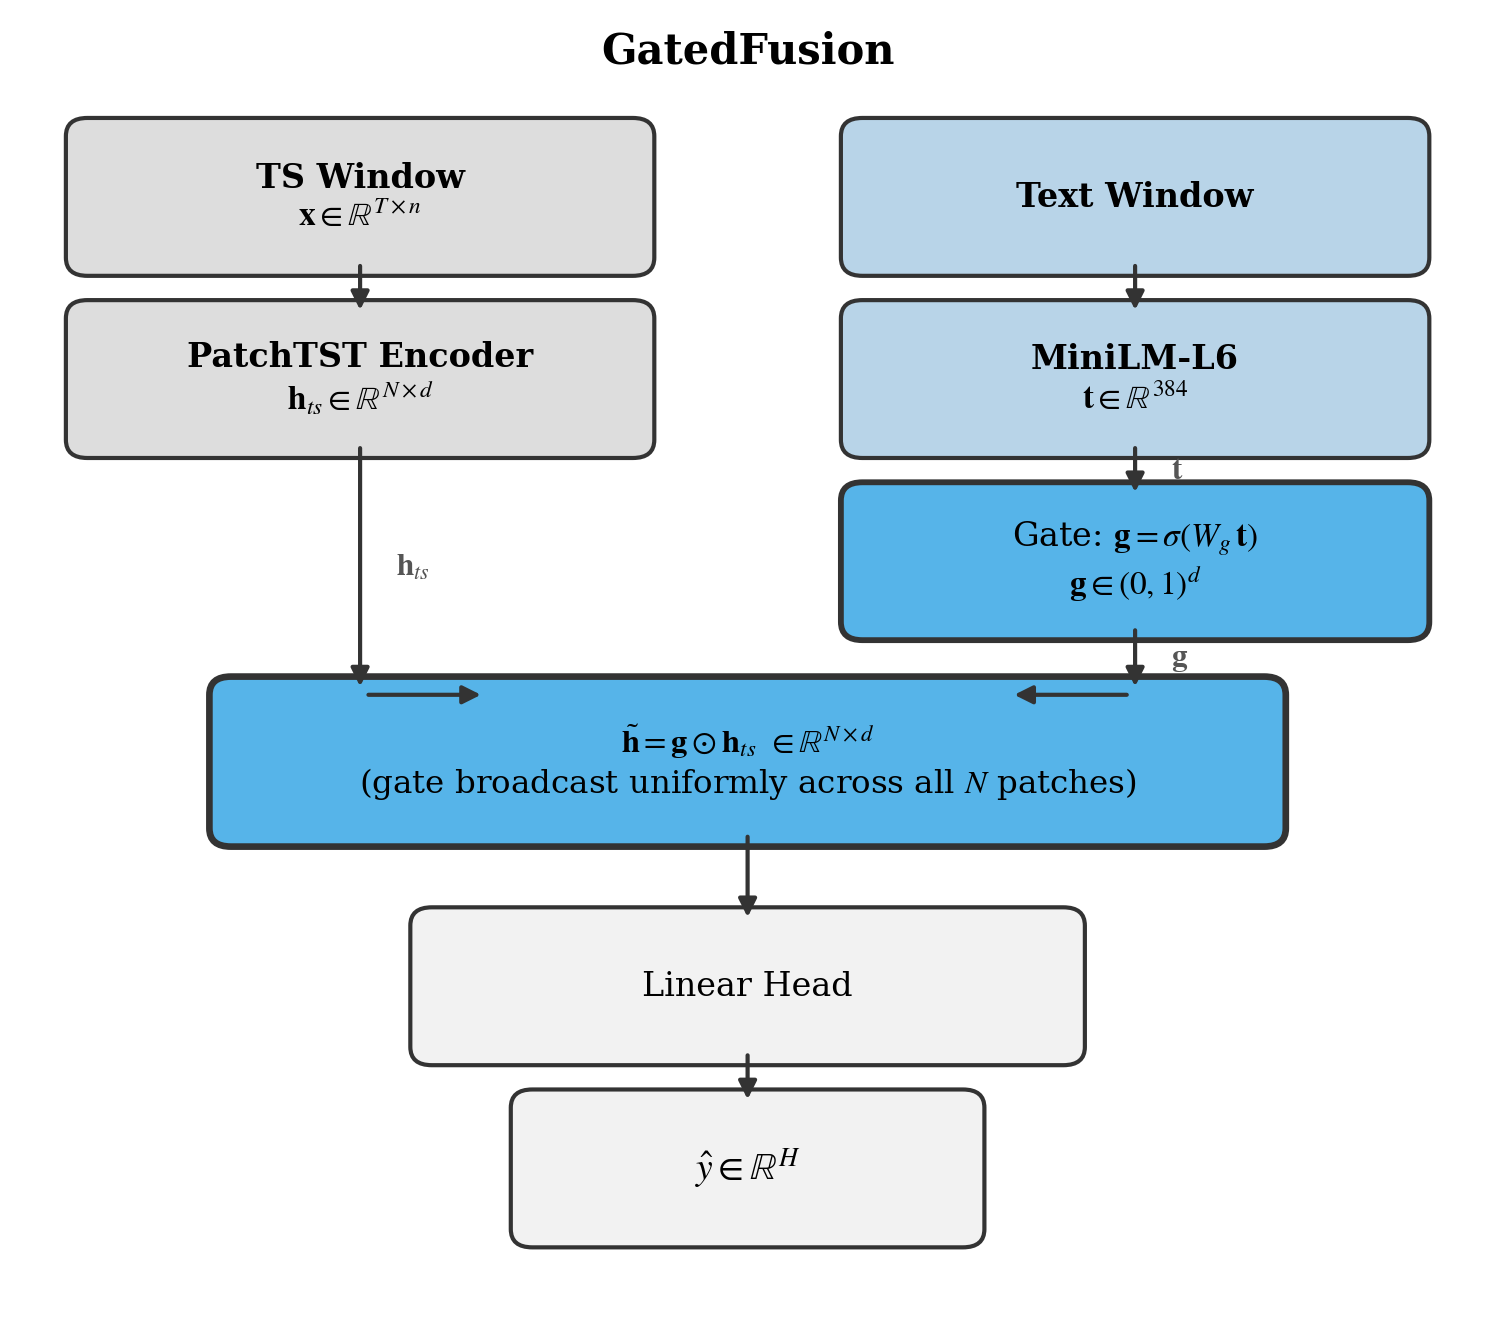 GatedFusion
TS Window
𝐱 ∈ ℝ^{T×n}
Text Window
PatchTST Encoder
𝐡_{ts} ∈ ℝ^{N×d}
MiniLM-L6
𝐭 ∈ ℝ^{384}
𝐭
Gate: 𝐠 = σ(W_g 𝐭)
𝐠 ∈ (0, 1)^d
𝐡_{ts}
𝐠
𝐡̃ = 𝐠 ⊙ 𝐡_{ts} ∈ ℝ^{N×d}
(gate broadcast uniformly across all N patches)
Linear Head
ŷ ∈ ℝ^H